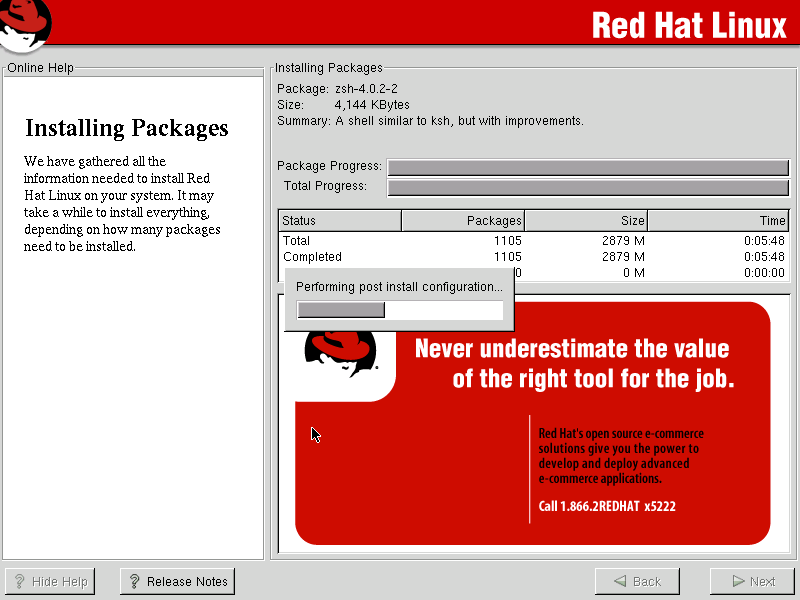 Red Hat Linux
Online Help
Installing Packages
We have gathered all the
information needed to install Red
Hat Linux on your system. It may
take a while to install everything,
depending on how many packages
need to be installed.
Installing Packages
Package: zsh-4.0.2-2
Size: 4,144 KBytes
Summary: A shell similar to ksh, but with improvements.
Package Progress:
Total Progress:
Status Packages Size Time
Total 1105 2879 M 0:05:48
Completed 1105 2879 M 0:05:48
0 0 M 0:00:00
Performing post install configuration...
Never underestimate the value
of the right tool for the job.
Red Hat's open source e-commerce
solutions give you the power to
develop and deploy advanced
e-commerce applications.
Call 1.866.2REDHAT x5222
? Hide Help
? Release Notes
Back
Next